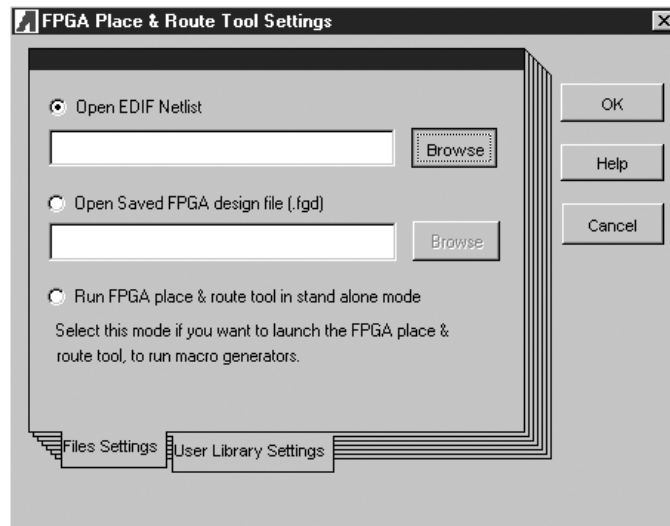 FPGA Place & Route Tool Settings
Open EDIF Netlist
Browse
Open Saved FPGA design file (.fgd)
Browse
Run FPGA place & route tool in stand alone mode
Select this mode if you want to launch the FPGA place &
route tool, to run macro generators.
Files Settings
User Library Settings
OK
Help
Cancel